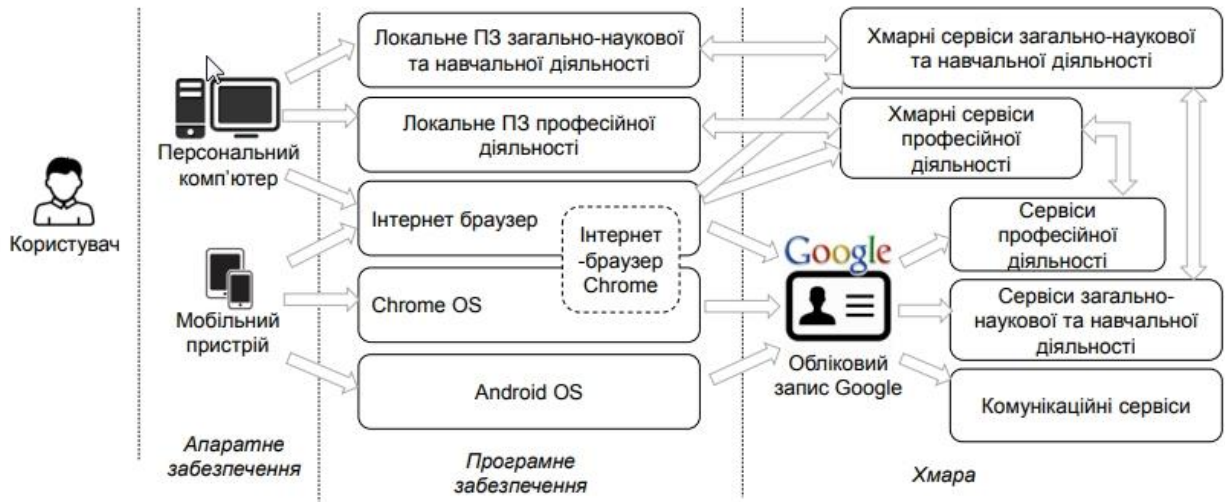 Користувач
Персональний
комп’ютер
Мобільний
пристрій
Апаратне
забезпечення
Локальне ПЗ загально-наукової
та навчальної діяльності
Локальне ПЗ професійної
діяльності
Інтернет браузер
Інтернет
-браузер
Chrome
Chrome OS
Android OS
Програмне
забезпечення
Хмарні сервіси загально-наукової
та навчальної діяльності
Хмарні сервіси
професійної
діяльності
Google
Обліковий
запис Google
Сервіси
професійної
діяльності
Сервіси загально-
наукової та навчальної
діяльності
Комунікаційні сервіси
Хмара